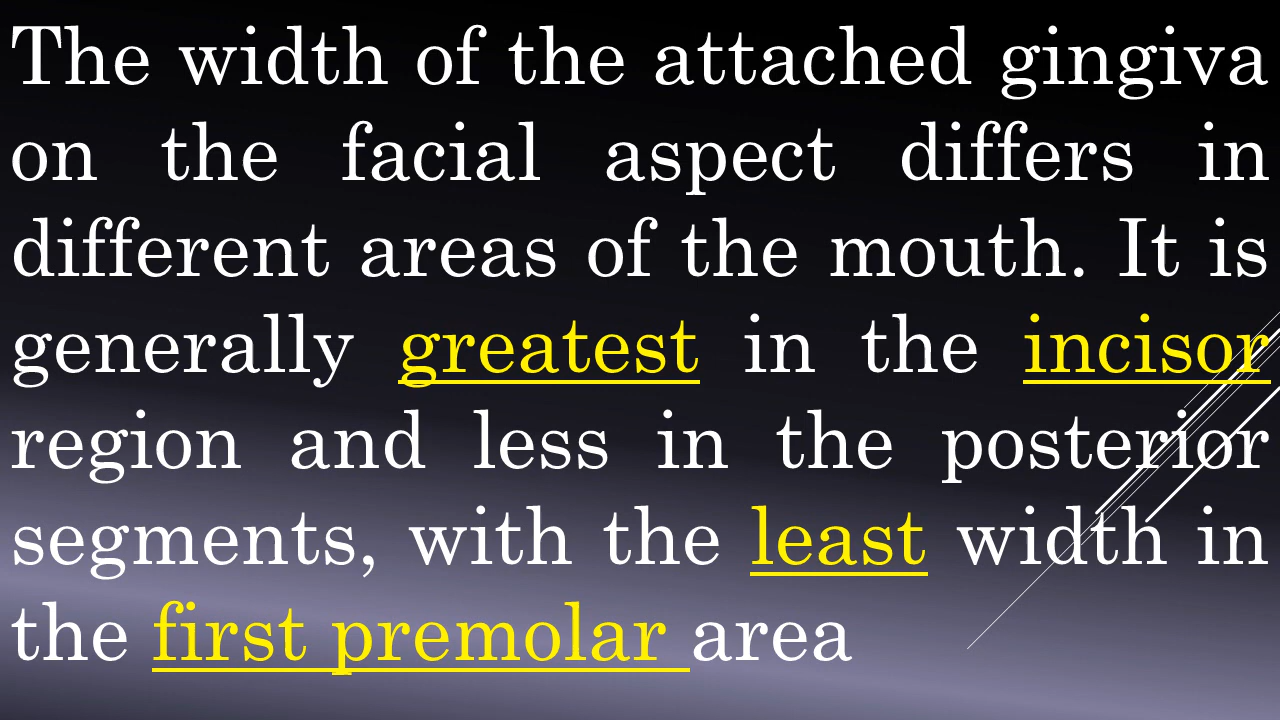 The width of the attached gingiva
on the facial aspect differs in
different areas of the mouth. It is
generally greatest in the incisor
region and less in the posterior
segments, with the least width in
the first premolar area